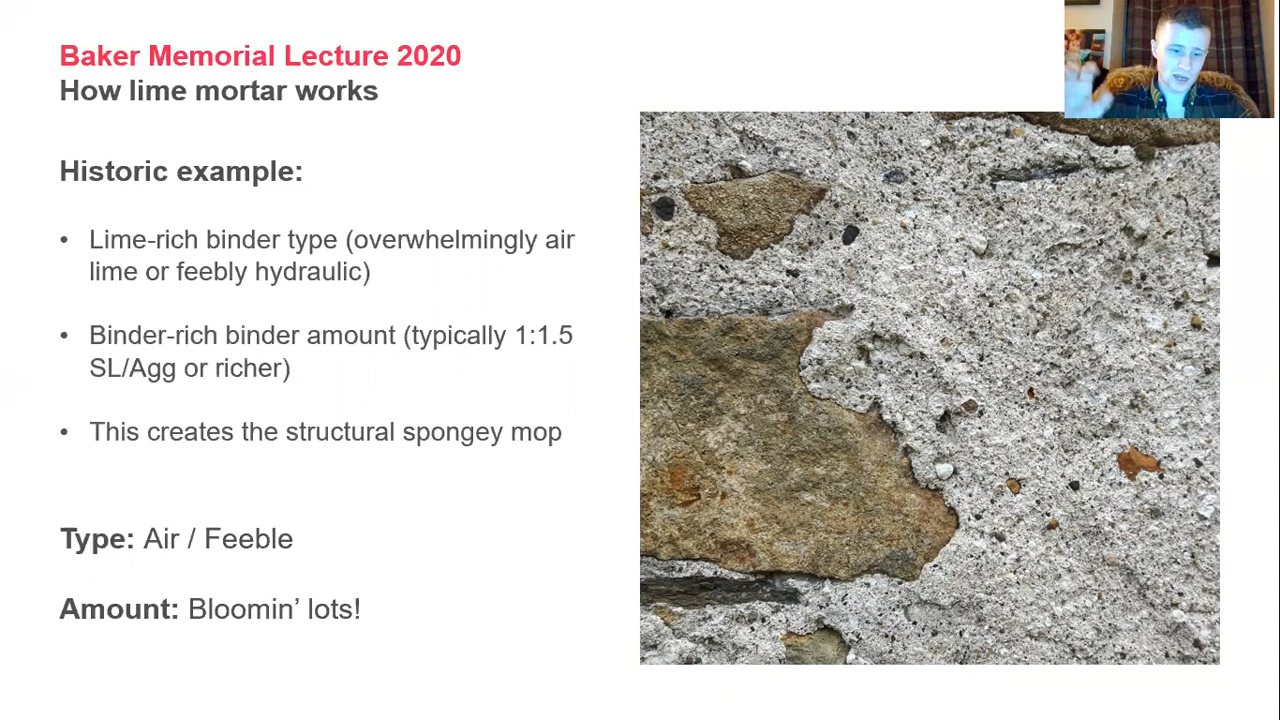 Baker Memorial Lecture 2020
How lime mortar works
Historic example:
• Lime-rich binder type (overwhelmingly air
lime or feebly hydraulic)
• Binder-rich binder amount (typically 1:1.5
SL/Agg or richer)
• This creates the structural spongey mop
Type: Air / Feeble
Amount: Bloomin’ lots!